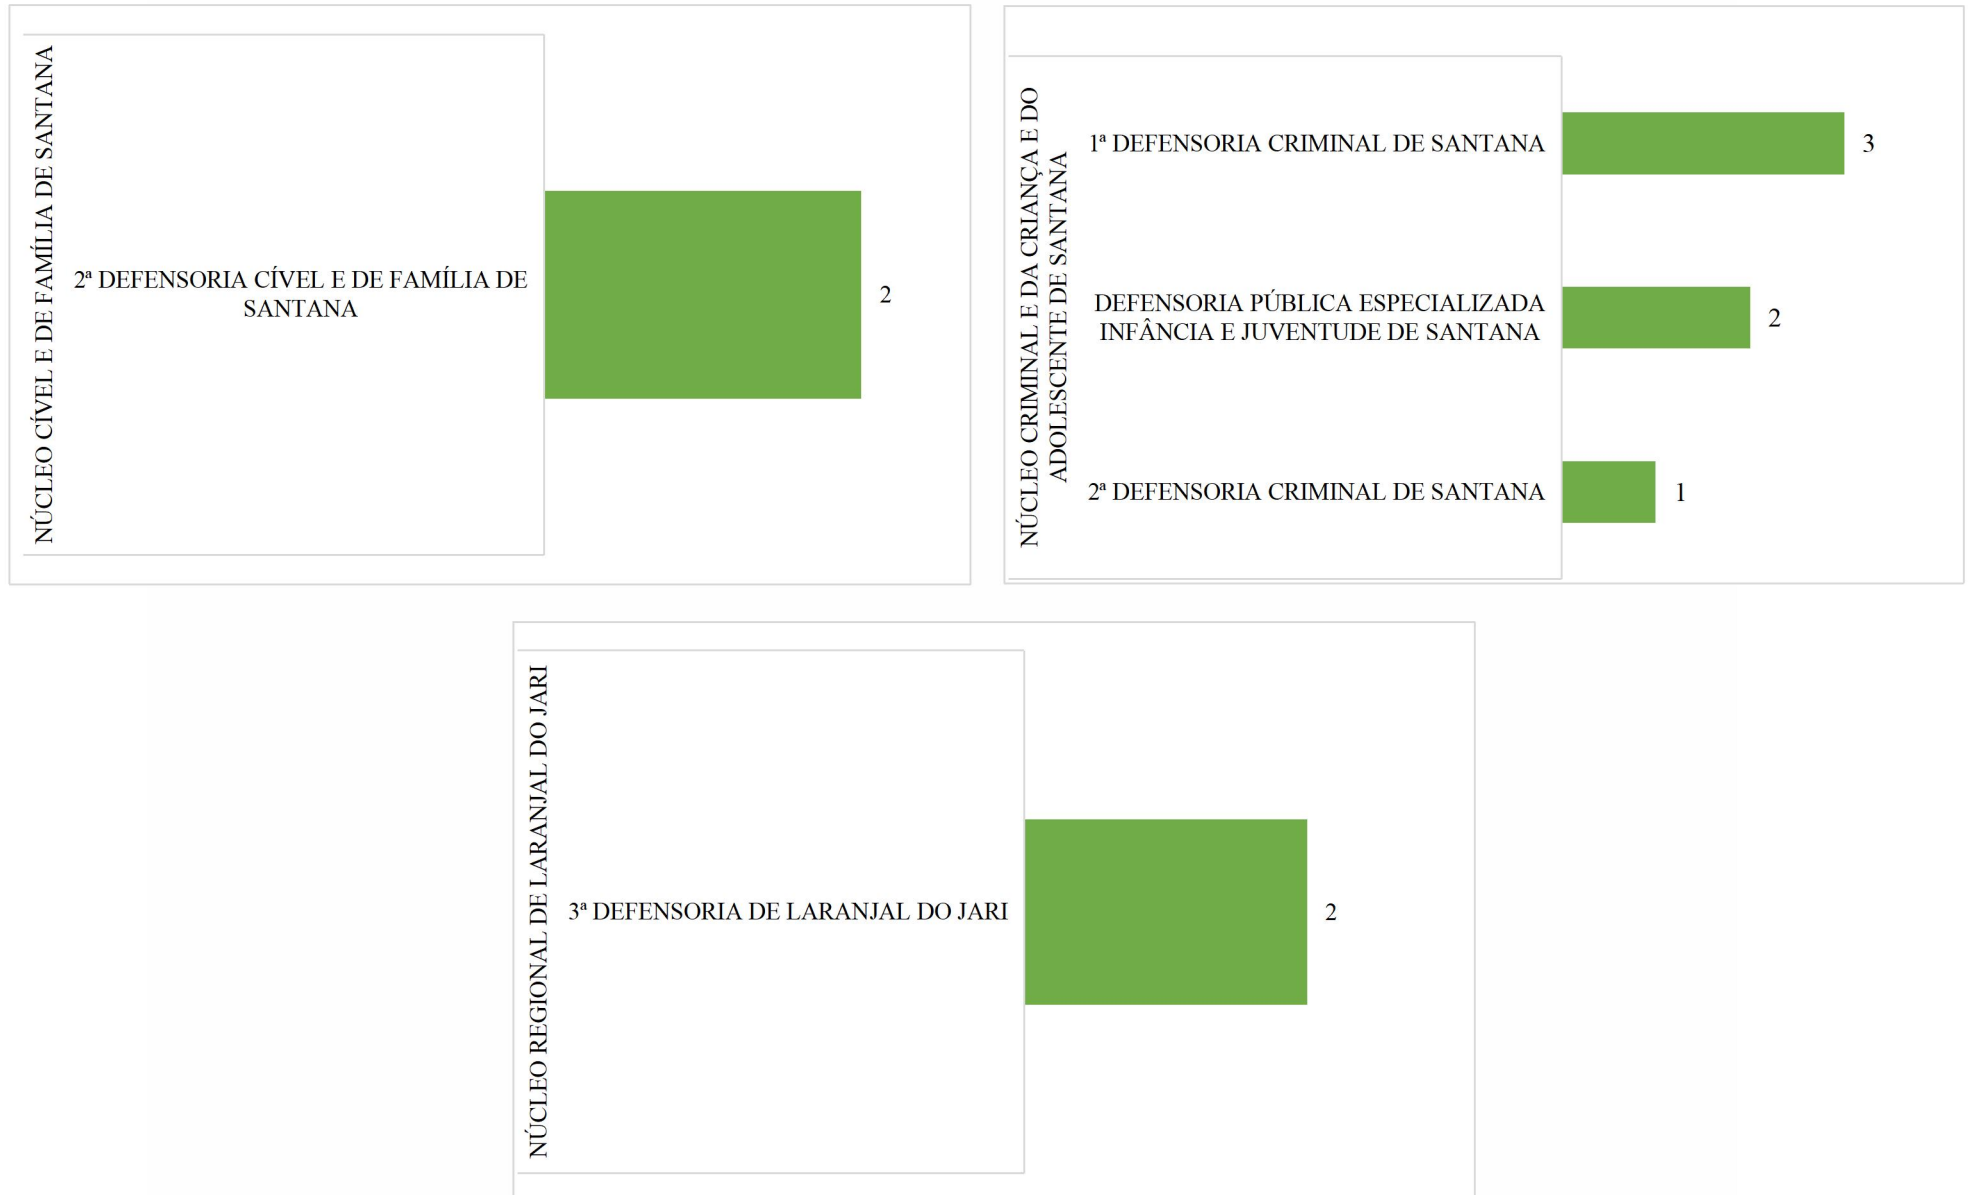 NÚCLEO CÍVEL E DE FAMÍLIA DE SANTANA
2ª DEFENSORIA CÍVEL E DE FAMÍLIA DE
SANTANA
2
NÚCLEO CRIMINAL E DA CRIANÇA E DO
ADOLESCENTE DE SANTANA
1ª DEFENSORIA CRIMINAL DE SANTANA
3
DEFENSORIA PÚBLICA ESPECIALIZADA
INFÂNCIA E JUVENTUDE DE SANTANA
2
2ª DEFENSORIA CRIMINAL DE SANTANA
1
NÚCLEO REGIONAL DE LARANJAL DO JARI
3ª DEFENSORIA DE LARANJAL DO JARI
2